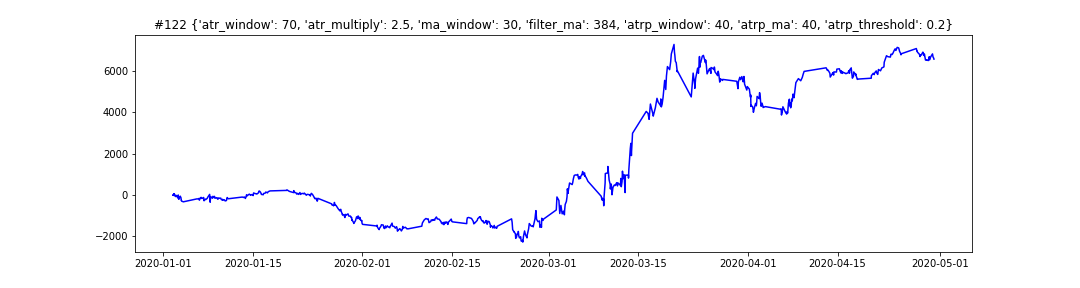 #122 {'atr_window': 70, 'atr_multiply': 2.5, 'ma_window': 30, 'filter_ma': 384, 'atrp_window': 40, 'atrp_ma': 40, 'atrp_threshold': 0.2}
6000
4000
2000
0
−2000
2020-01-01 2020-01-15 2020-02-01 2020-02-15 2020-03-01 2020-03-15 2020-04-01 2020-04-15 2020-05-01